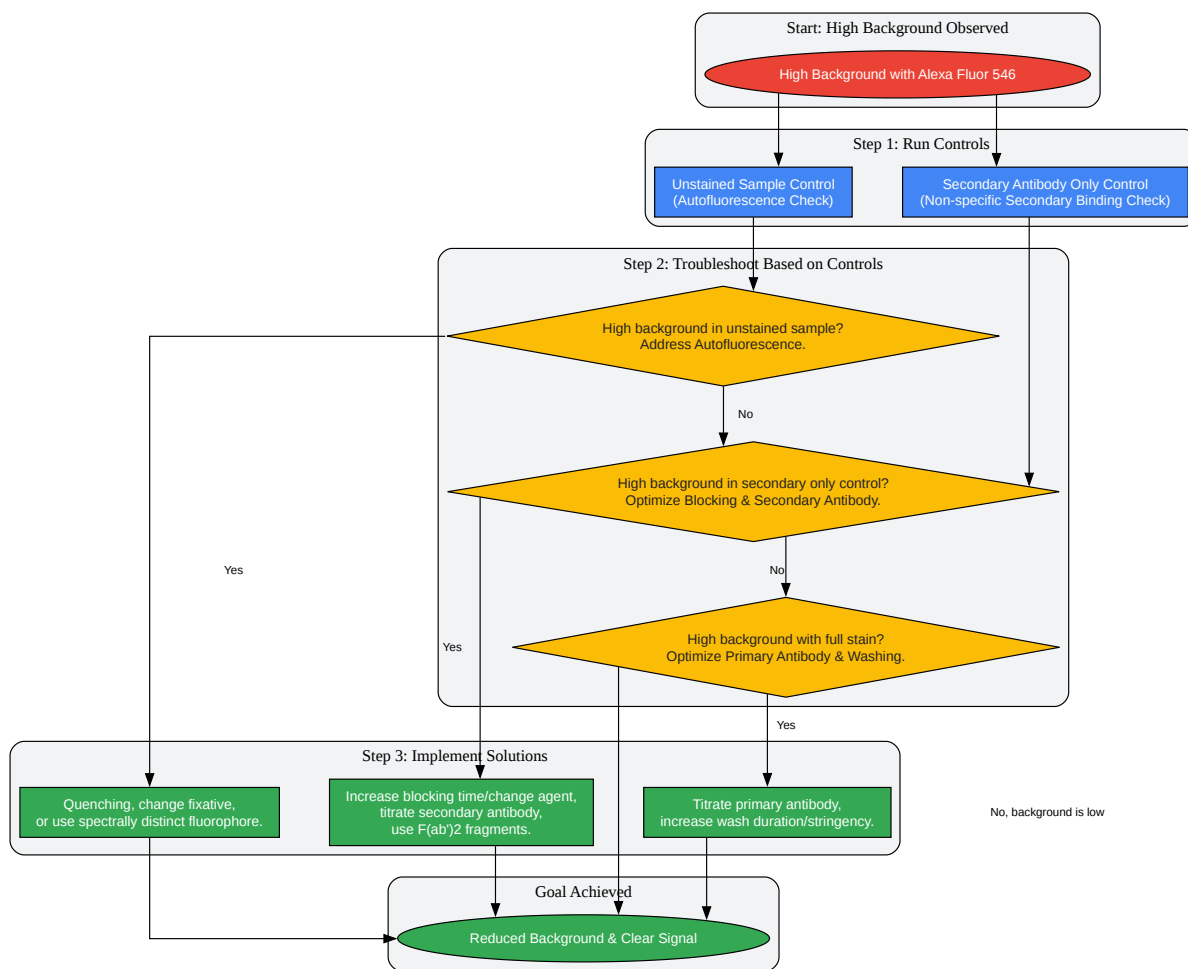 Start: High Background Observed
High Background with Alexa Fluor 546
Step 1: Run Controls
Unstained Sample Control
(Autofluorescence Check)
Secondary Antibody Only Control
(Non-specific Secondary Binding Check)
Step 2: Troubleshoot Based on Controls
High background in unstained sample?
Address Autofluorescence.
No
High background in secondary only control?
Optimize Blocking & Secondary Antibody.
Yes
No
High background with full stain?
Optimize Primary Antibody & Washing.
Yes
Yes
Step 3: Implement Solutions
Quenching, change fixative,
or use spectrally distinct fluorophore.
Increase blocking time/change agent,
titrate secondary antibody,
use F(ab')2 fragments.
Titrate primary antibody,
increase wash duration/stringency.
No, background is low
Goal Achieved
Reduced Background & Clear Signal